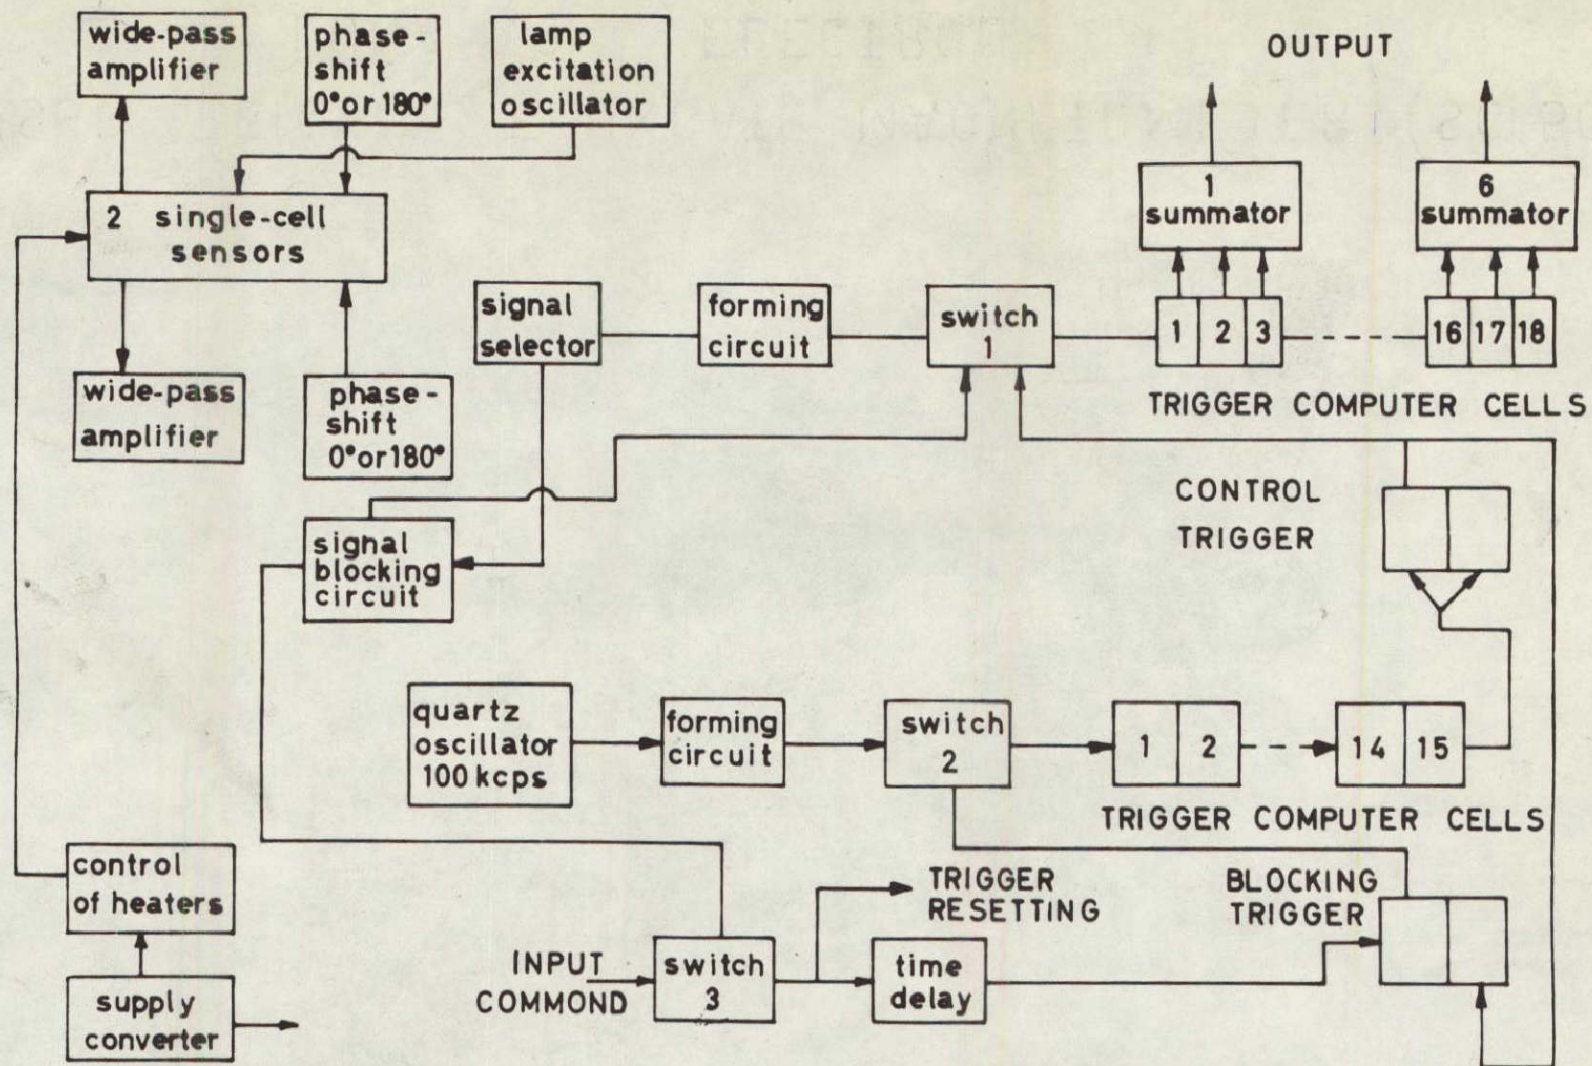 wide-pass
amplifier
phase-
shift
0° or 180°
lamp
excitation
oscillator
OUTPUT
2 single-cell
sensors
1
summator
6
summator
signal
selector
forming
circuit
switch
1
1 2 3
16 17 18
TRIGGER COMPUTER CELLS
wide-pass
amplifier
phase-
shift
0° or 180°
CONTROL
TRIGGER
signal
blocking
circuit
quartz
oscillator
100 kcps
forming
circuit
switch
2
1 2
14 15
TRIGGER COMPUTER CELLS
control
of heaters
TRIGGER
RESETTING
BLOCKING
TRIGGER
INPUT
COMMOND
switch
3
time
delay
supply
converter